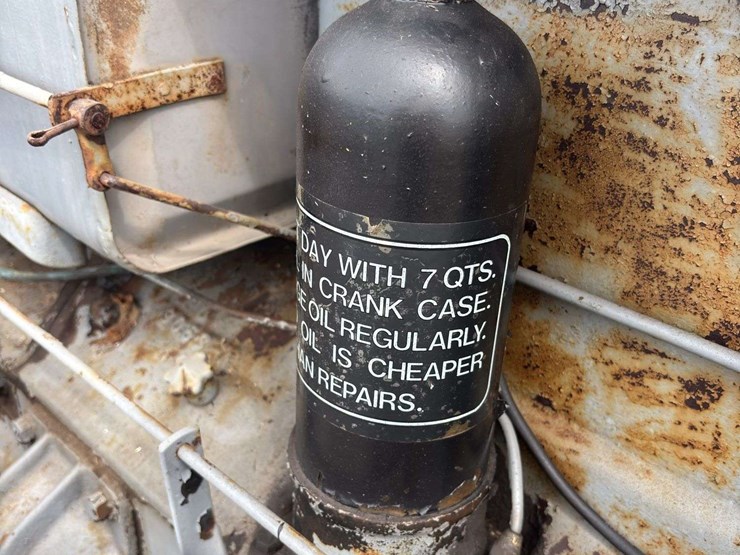 DAY WITH 7 QTS.
IN CRANK CASE.
OIL REGULARLY.
OIL IS CHEAPER
REPAIRS.